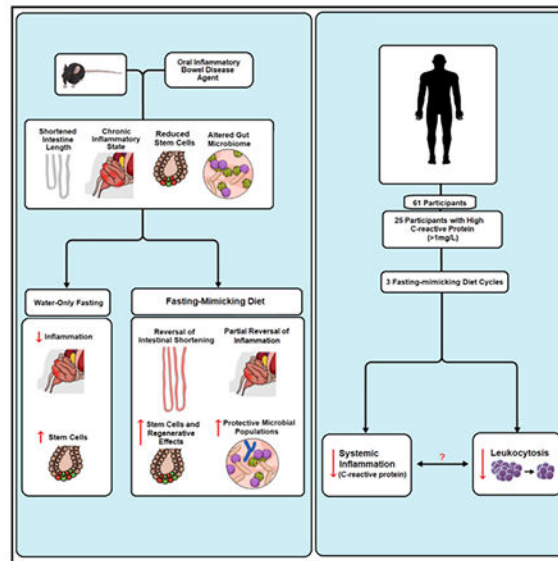 Oral Inflammatory
Bowel Disease
Agent
Shortened
Intestine
Length
Chronic
Inflammatory
State
Reduced
Stem Cells
Altered Gut
Microbiome
Water-Only Fasting
Fasting-Mimicking Diet
↓ Inflammation
↑ Stem Cells
Reversal of
Intestinal Shortening
Partial Reversal of
Inflammation
↑ Stem Cells and
Regenerative
Effects
↑ Protective Microbial
Populations
61 Participants
25 Participants with High
C-reactive Protein
(>1mg/L)
3 Fasting-mimicking Diet Cycles
↓ Systemic
Inflammation
(C-reactive protein)
?
↓ Leukocytosis